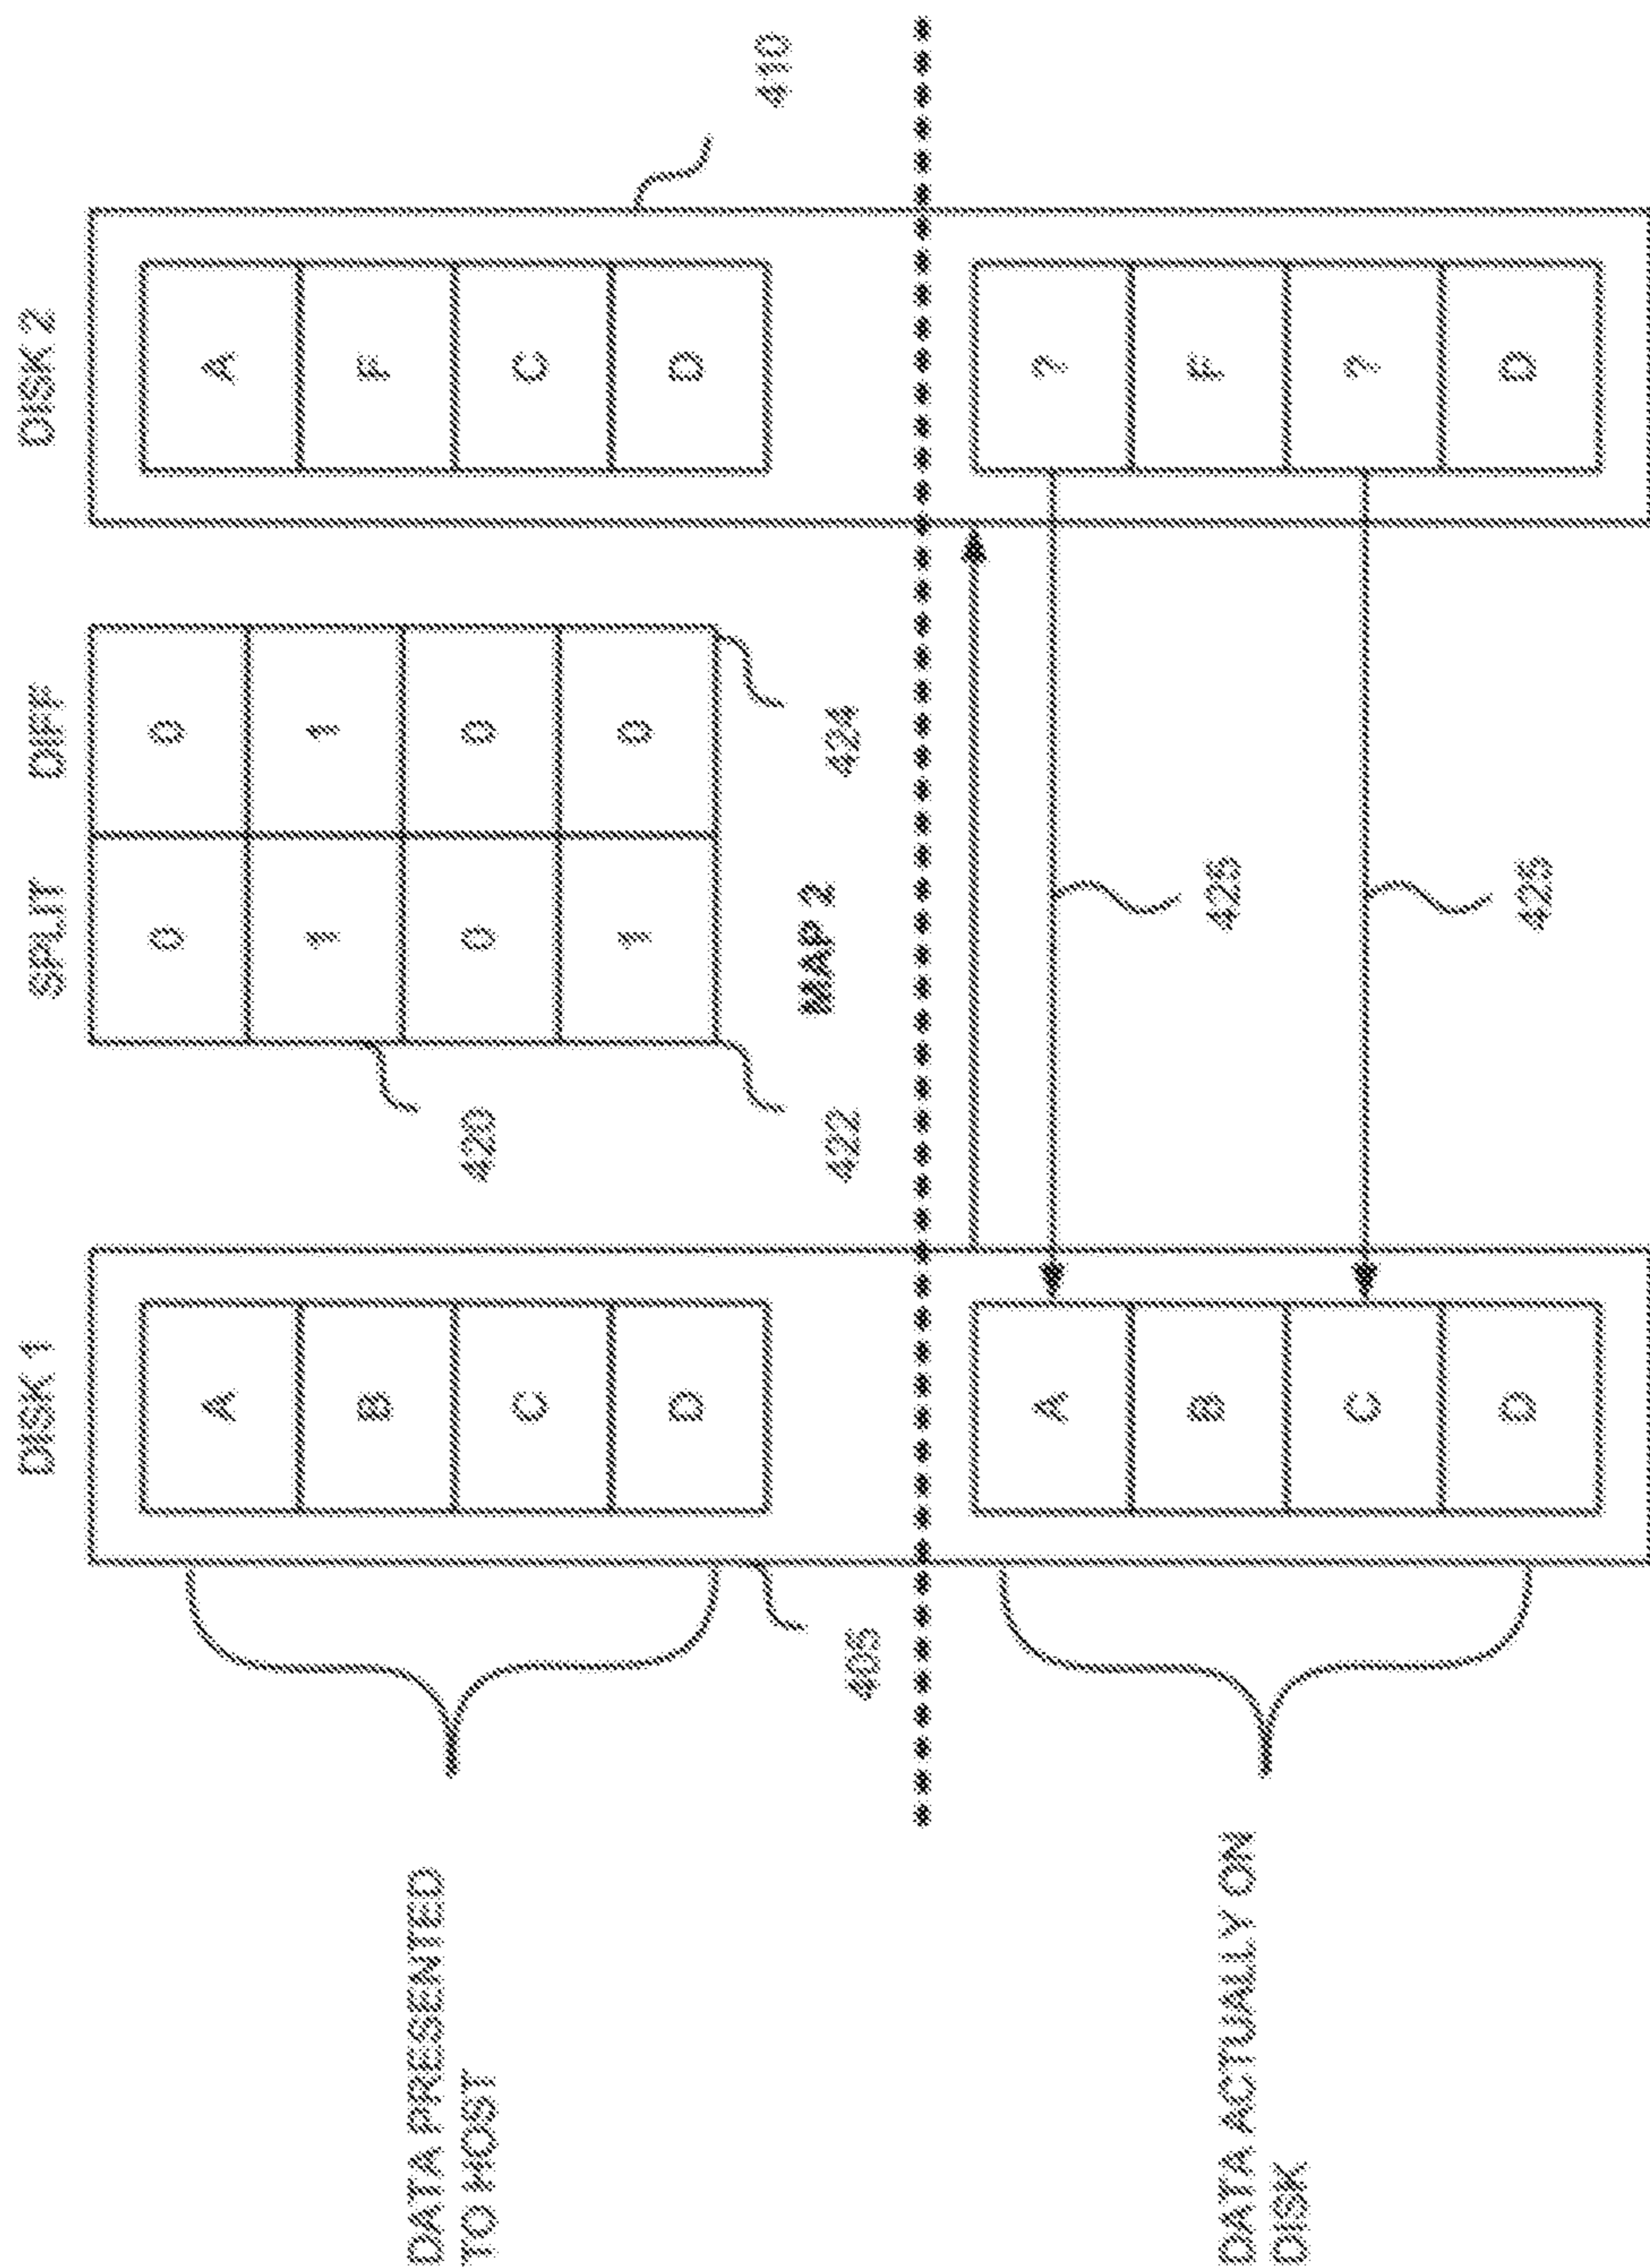 DISK 1
SPLIT
DIFF
DISK 2
0 0
A
A
1 1
B
F
DATA PRESENTED
TO HOST
420
0 0
C
C
1 0
D
D
410
MAP 2
422
424
405
A
?
B
F
425
DATA ACTUALLY ON
DISK
C
?
D
D
425